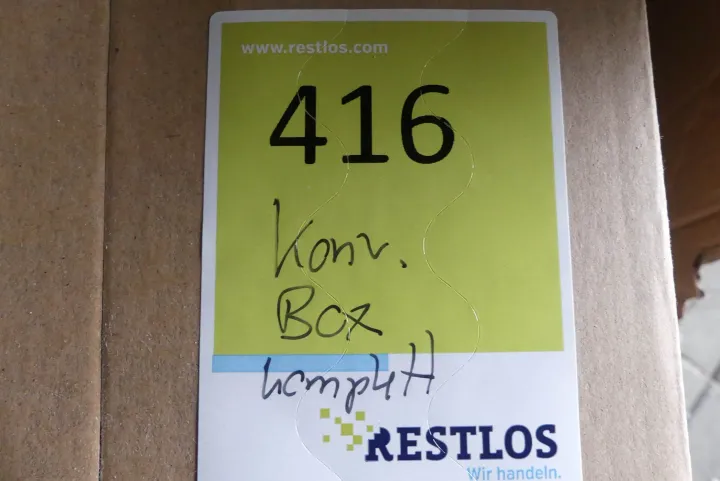 www.restlos.com
416
Konv.
Box
komplett
RESTLOS
Wir handeln.